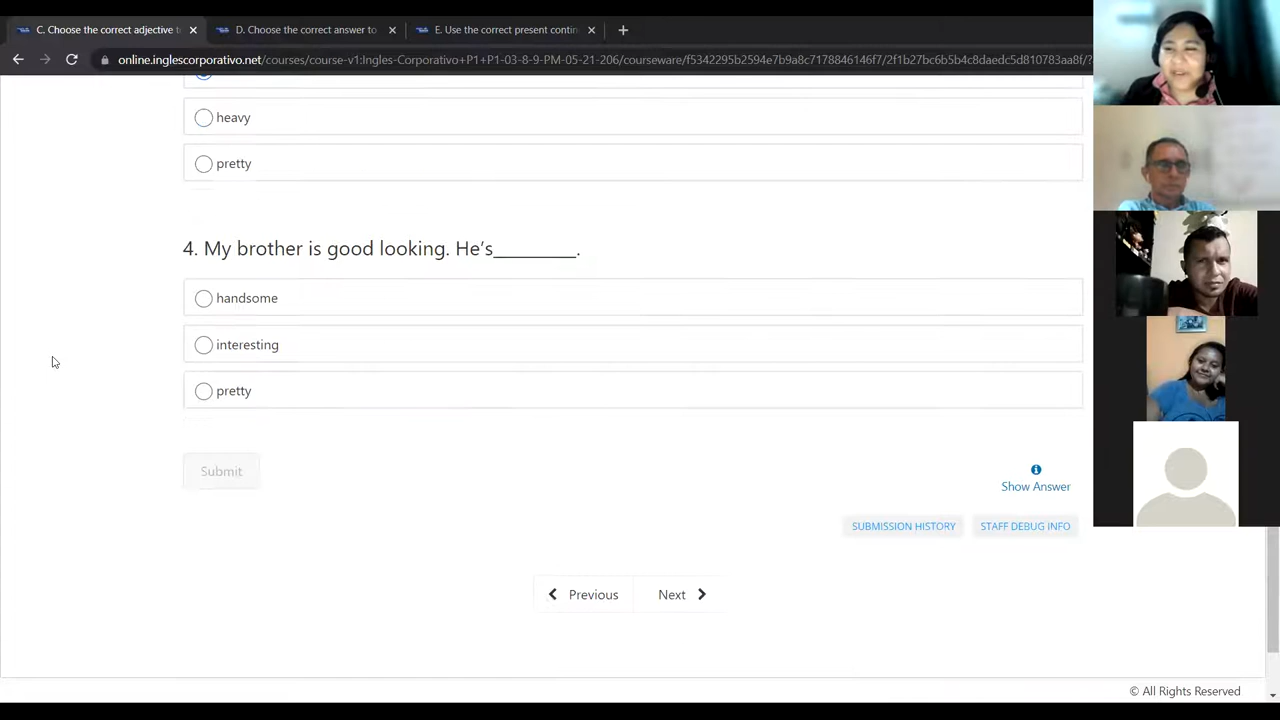 C. Choose the correct adjective t
D. Choose the correct answer to
E. Use the correct present contin
online.inglescorporativo.net/courses/course-v1:Ingles-Corporativo+P1+P1-03-8-9-PM-05-21-206/courseware/f5342295b2594e7b9a8c7178846146f7/2f1b27bc6b5b4c8daedc5d810783aa8f/?
heavy
pretty
4. My brother is good looking. He’s_________.
handsome
interesting
pretty
Submit
Show Answer
SUBMISSION HISTORY
STAFF DEBUG INFO
Previous
Next
© All Rights Reserved